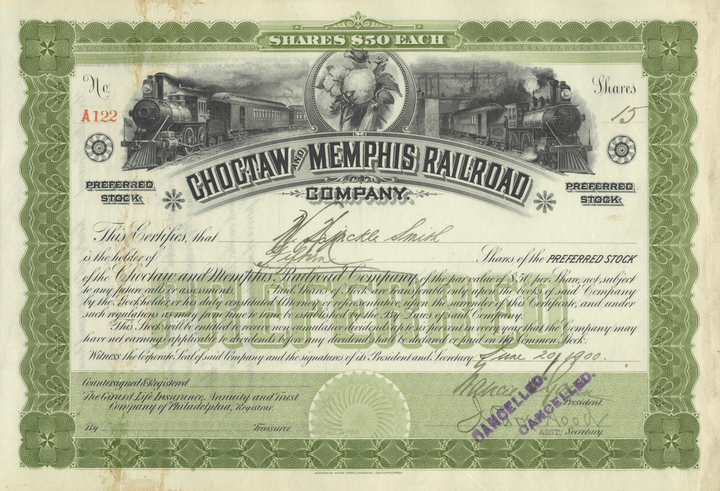 SHARES $50 EACH
No.
A122
Shares
15
CHOCTAW AND MEMPHIS RAILROAD
COMPANY.
PREFERRED
STOCK.
PREFERRED
STOCK.
This Certifies, that Smith
is the holder of Fifteen Shares of the PREFERRED STOCK
of the Choctaw and Memphis Railroad Company, of the par value of $50 per Share, not subject
to any future calls or assessments. Said Shares of Stock are transferable only upon the books of said Company
by the Stockholder or his duly constituted Attorney or representative, upon the surrender of this Certificate, and under
such regulations as may from time to time be established by the By-Laws of said Company.
This Stock will be entitled to receive Dividends up to five percent in every year that the Company may
have net earnings applicable to dividends before any dividend shall be declared or paid on the Common Stock.
Witness the Corporate Seal of said Company and the signatures of its President and Secretary, June 20, 1900.
PREFERRED
Countersigned & Registered
The Girard Life Insurance, Annuity and Trust
Company of Philadelphia, Registrar
President.
CANCELLED.
CANCELLED.
By Treasurer
ASST. Secretary.